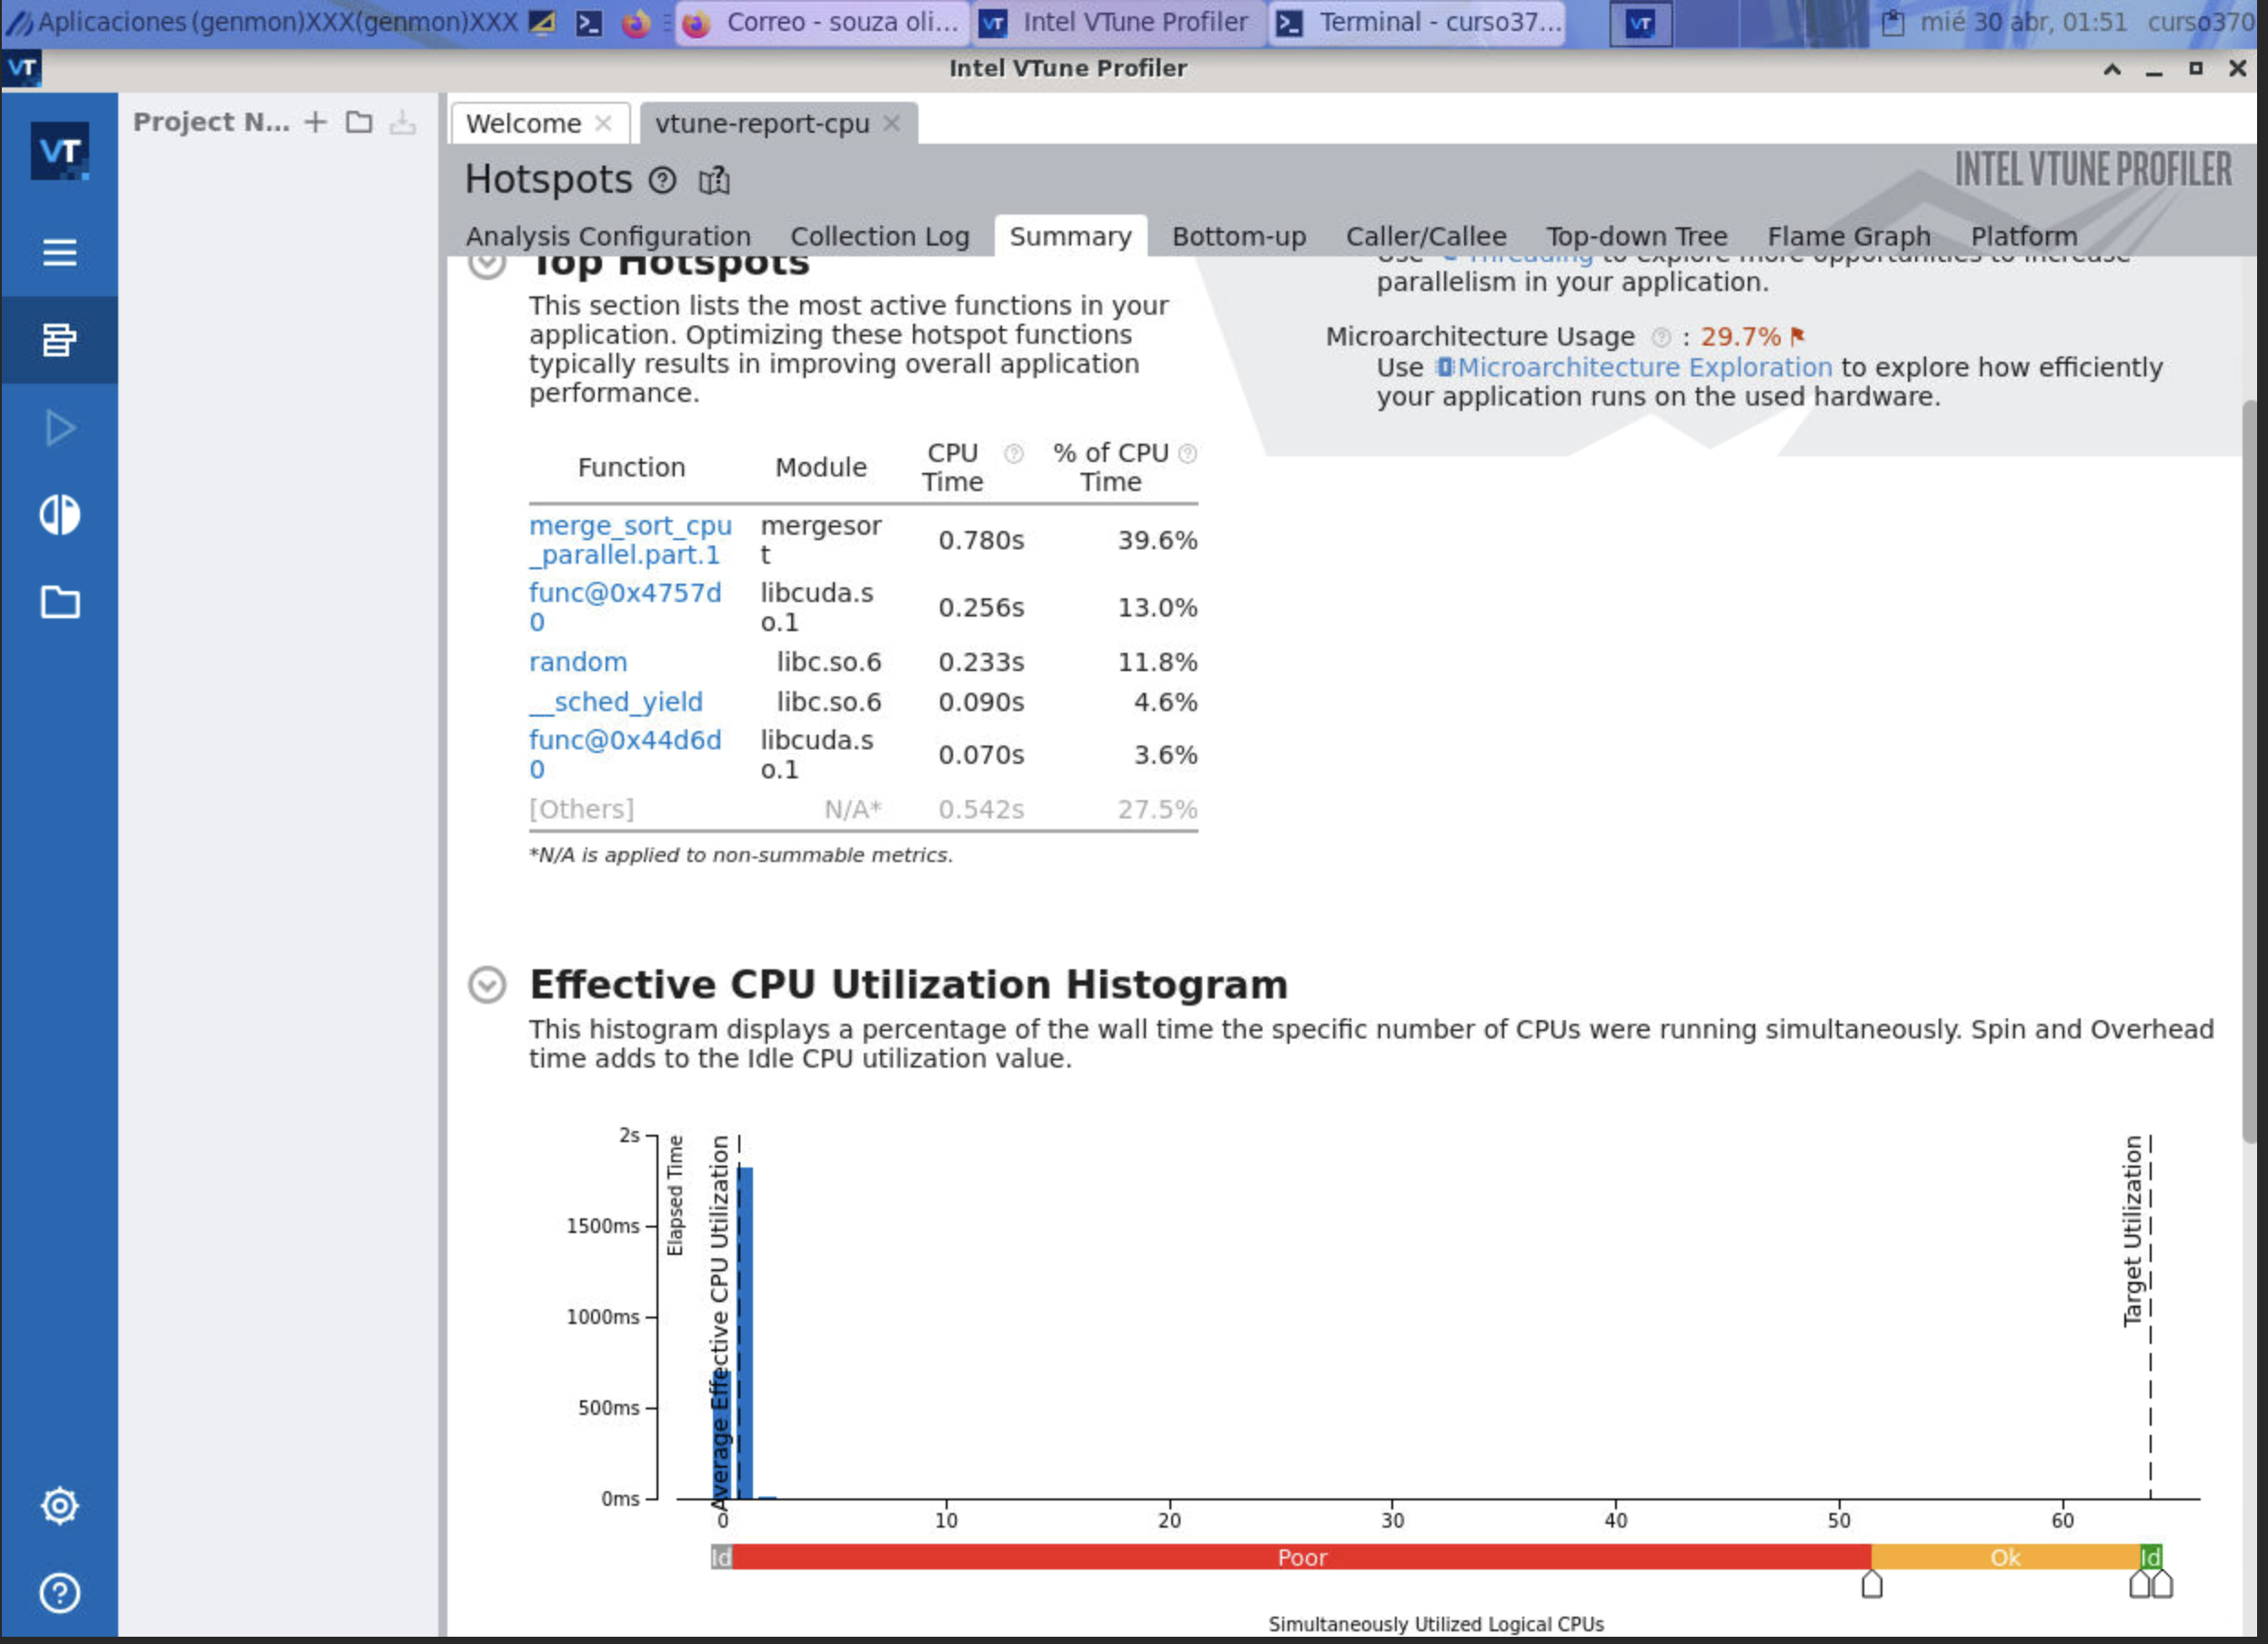 Aplicaciones (genmon)XXX(genmon)XXX
Correo - souza oli...
Intel VTune Profiler
Terminal - curso37...
mié 30 abr, 01:51
curso370
Intel VTune Profiler
Project N...
Welcome
vtune-report-cpu
Hotspots
INTEL VTUNE PROFILER
Analysis Configuration
Collection Log
Summary
Bottom-up
Caller/Callee
Top-down Tree
Flame Graph
Platform
Top Hotspots
This section lists the most active functions in your
application. Optimizing these hotspot functions
typically results in improving overall application
performance.
Use Threading to explore more opportunities to increase
parallelism in your application.
Microarchitecture Usage : 29.7%
Use Microarchitecture Exploration to explore how efficiently
your application runs on the used hardware.
Function Module CPU Time % of CPU Time
merge_sort_cpu_parallel.part.1 mergesort 0.780s 39.6%
func@0x4757d0 libcuda.so.1 0.256s 13.0%
random libc.so.6 0.233s 11.8%
__sched_yield libc.so.6 0.090s 4.6%
func@0x44d6d0 libcuda.so.1 0.070s 3.6%
[Others] N/A* 0.542s 27.5%
*N/A is applied to non-summable metrics.
Effective CPU Utilization Histogram
This histogram displays a percentage of the wall time the specific number of CPUs were running simultaneously. Spin and Overhead
time adds to the Idle CPU utilization value.
2s
1500ms
1000ms
500ms
0ms
Elapsed Time
Average Effective CPU Utilization
Target Utilization
0 10 20 30 40 50 60
Id Poor Ok Id
Simultaneously Utilized Logical CPUs